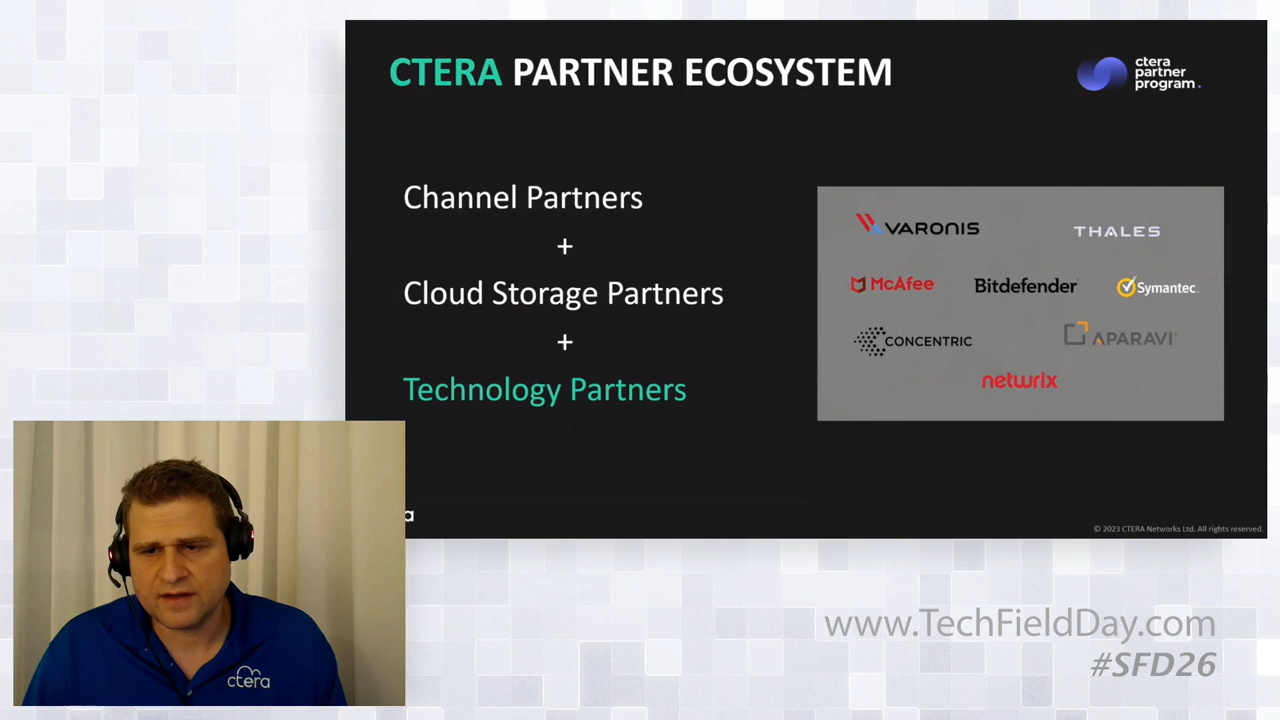 CTERA PARTNER ECOSYSTEM
ctera
partner
program.
Channel Partners
+
Cloud Storage Partners
+
Technology Partners
VARONIS
THALES
McAfee
Bitdefender
Symantec.
CONCENTRIC
APARAVI
netwrix
a
© 2023 CTERA Networks Ltd. All rights reserved.
ctera
www.TechFieldDay.com
#SFD26